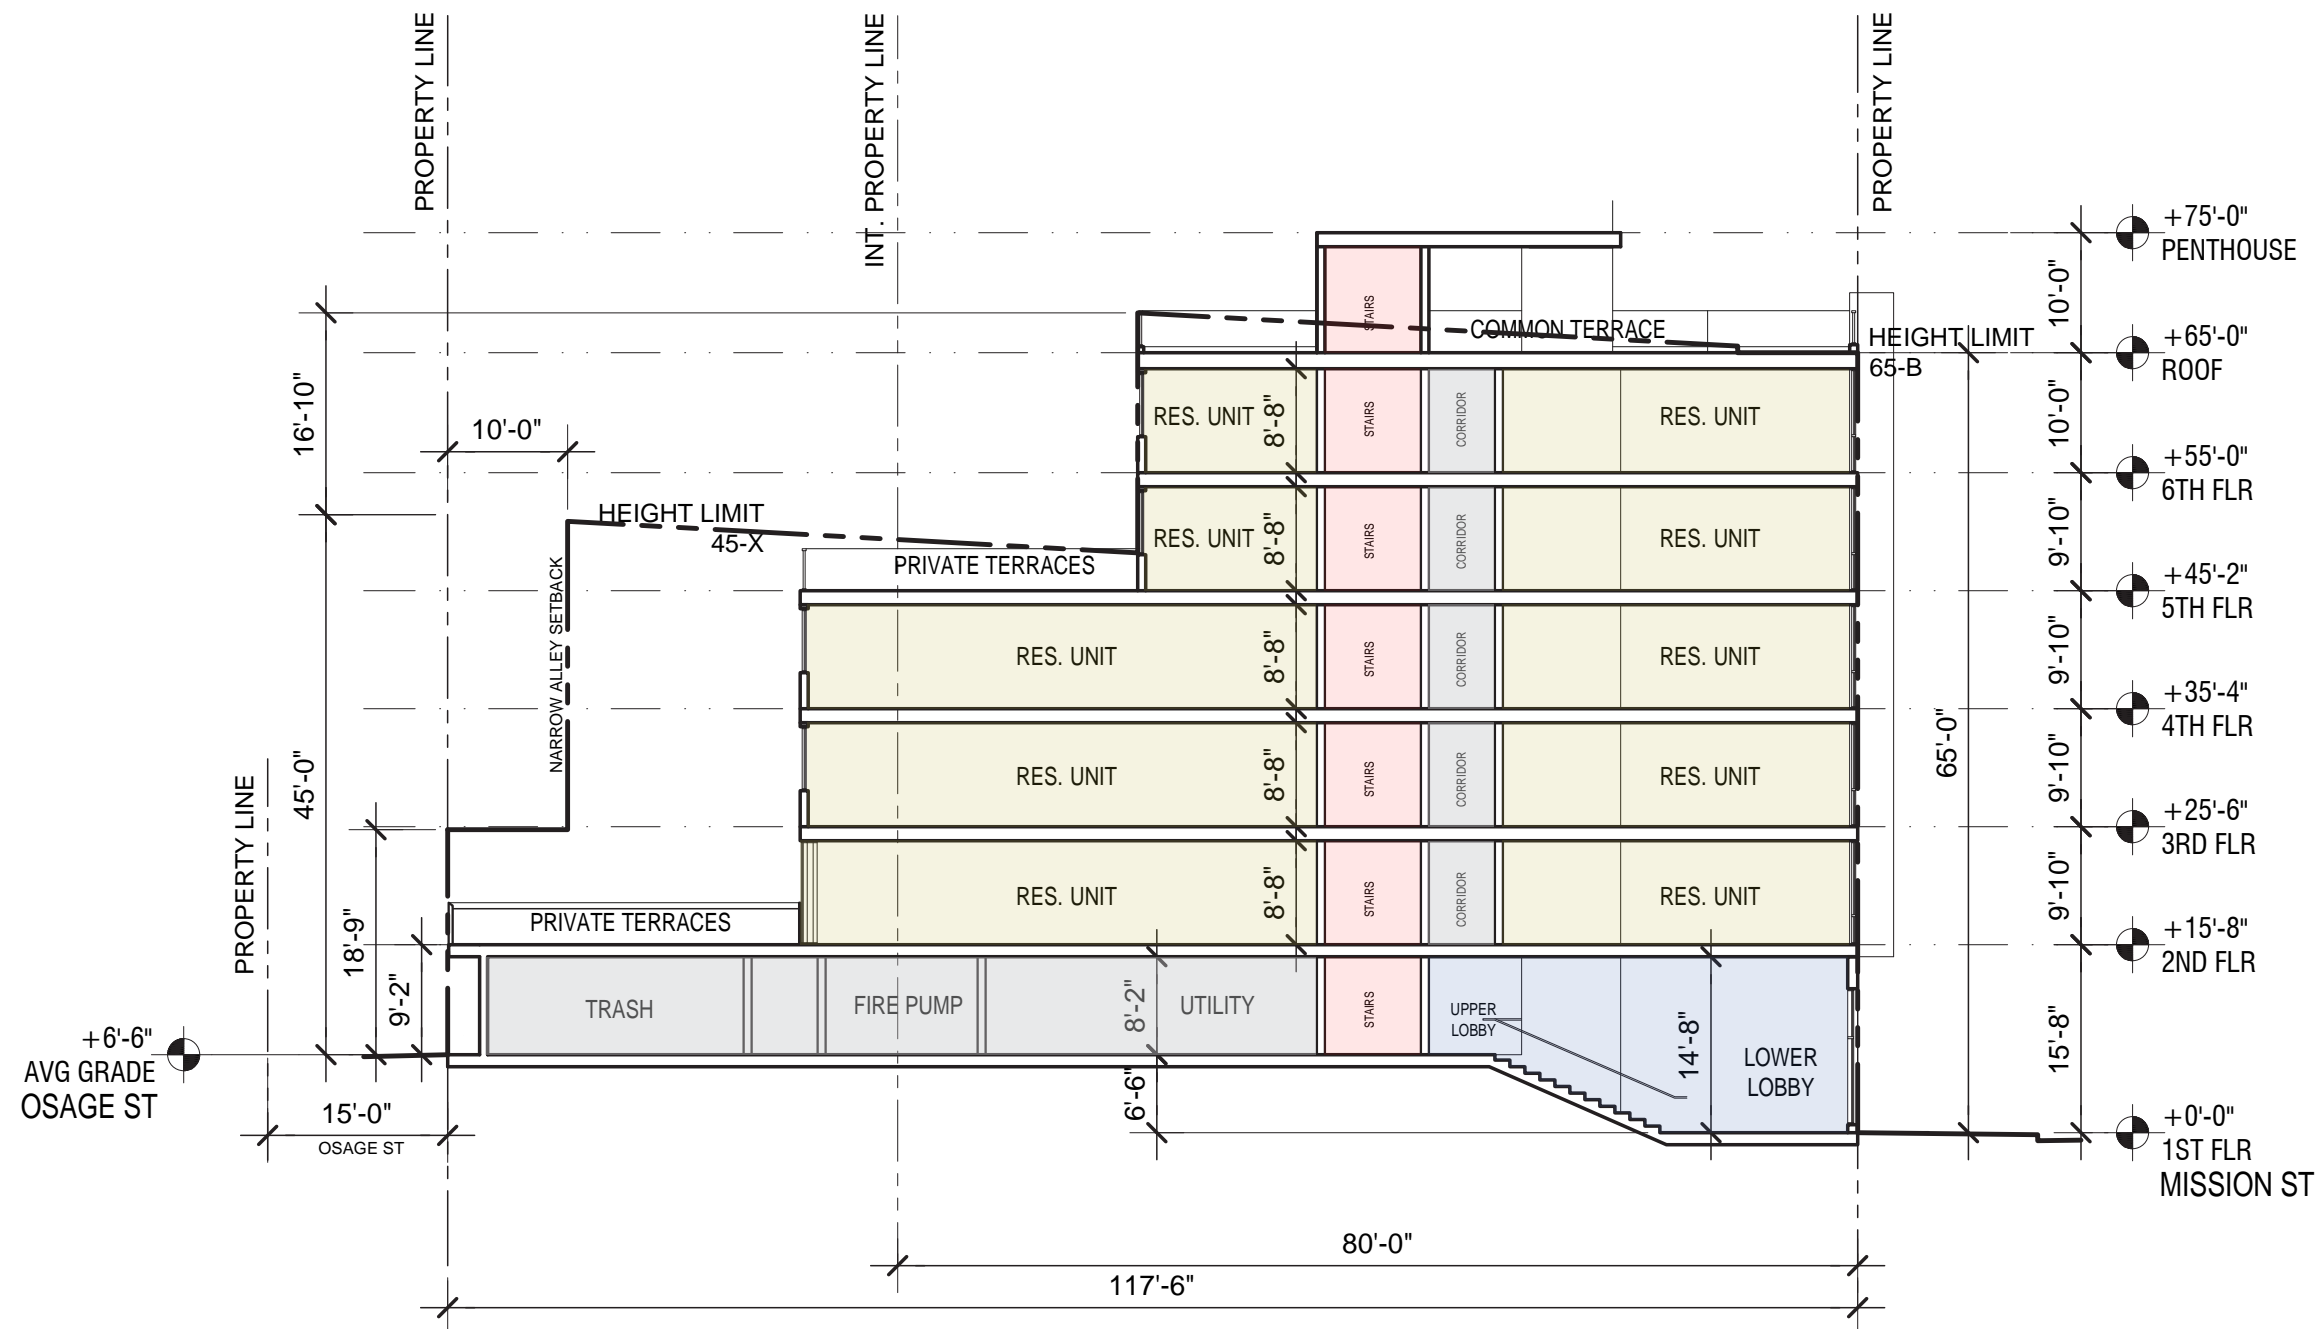 PROPERTY LINE
INT. PROPERTY LINE
PROPERTY LINE
+75'-0"
PENTHOUSE
10'-0"
+65'-0"
ROOF
10'-0"
+55'-0"
6TH FLR
9'-10"
+45'-2"
5TH FLR
9'-10"
+35'-4"
4TH FLR
9'-10"
+25'-6"
3RD FLR
9'-10"
+15'-8"
2ND FLR
15'-8"
+0'-0"
1ST FLR
MISSION ST
65'-0"
HEIGHT LIMIT
65-B
STAIRS
COMMON TERRACE
16'-10"
10'-0"
RES. UNIT
8'-8"
STAIRS
CORRIDOR
RES. UNIT
HEIGHT LIMIT
45-X
PRIVATE TERRACES
RES. UNIT
8'-8"
STAIRS
CORRIDOR
RES. UNIT
NARROW ALLEY SETBACK
45'-0"
RES. UNIT
8'-8"
STAIRS
CORRIDOR
RES. UNIT
RES. UNIT
8'-8"
STAIRS
CORRIDOR
RES. UNIT
PROPERTY LINE
18'-9"
9'-2"
PRIVATE TERRACES
RES. UNIT
8'-8"
STAIRS
CORRIDOR
RES. UNIT
TRASH
FIRE PUMP
8'-2"
UTILITY
STAIRS
UPPER
LOBBY
14'-8"
LOWER
LOBBY
+6'-6"
AVG GRADE
OSAGE ST
6'-6"
15'-0"
OSAGE ST
80'-0"
117'-6"